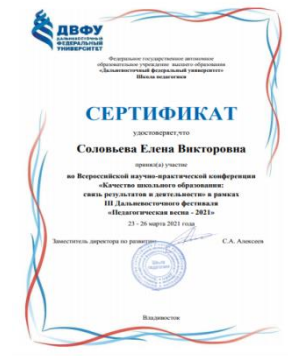 ДВФУ
ДАЛЬНЕВОСТОЧНЫЙ
ФЕДЕРАЛЬНЫЙ
УНИВЕРСИТЕТ
Федеральное государственное автономное
образовательное учреждение высшего образования
«Дальневосточный федеральный университет»
Школа педагогики
СЕРТИФИКАТ
удостоверяет,что
Соловьева Елена Викторовна
принял(а) участие
во Всероссийской научно-практической конференции
«Качество школьного образования:
связь результатов и деятельности» в рамках
III Дальневосточного фестиваля
«Педагогическая весна - 2021»
23 - 26 марта 2021 года
Заместитель директора по развитию С.А. Алексеев
Владивосток